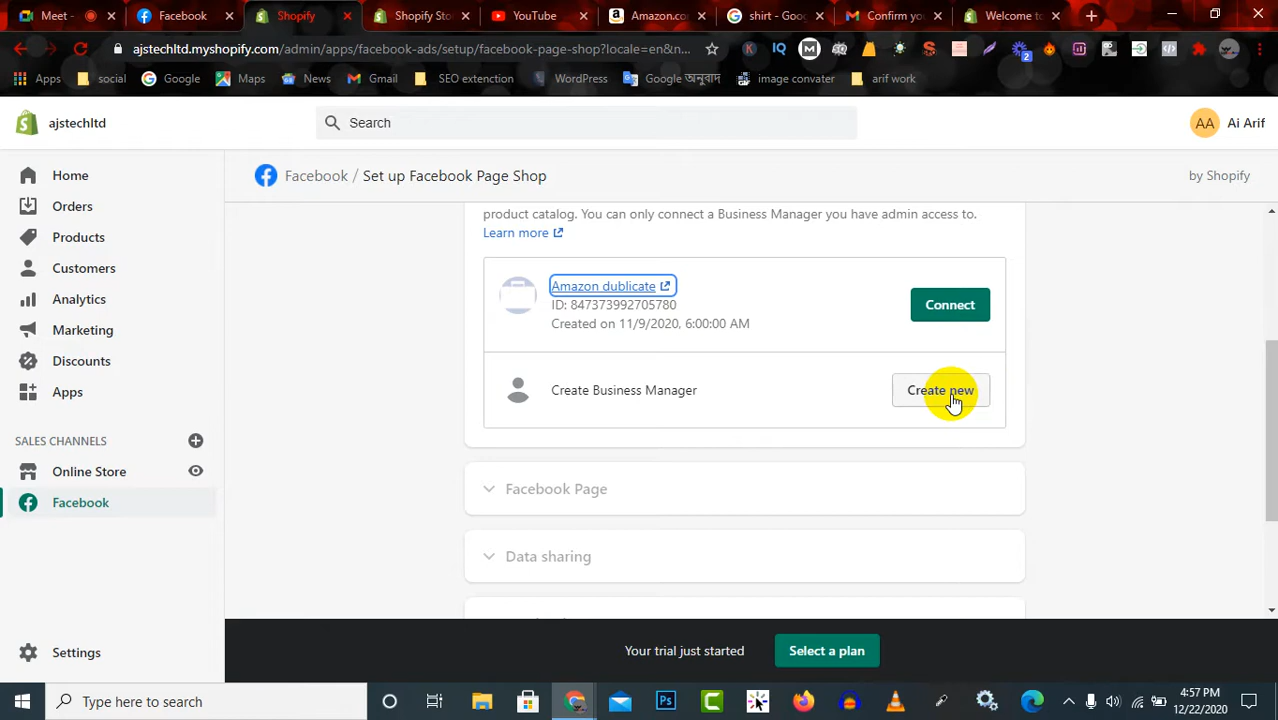 Meet -
Facebook
Shopify
Shopify Sto
YouTube
Amazon.co
shirt - Goo
Confirm yo
Welcome to
ajstechltd.myshopify.com/admin/apps/facebook-ads/setup/facebook-page-shop?locale=en&n...
Apps
social
Google
Maps
News
Gmail
SEO extenction
WordPress
Google অনুবাদ
image convater
arif work
ajstechltd
Search
AA
Ai Arif
Home
Orders
Products
Customers
Analytics
Marketing
Discounts
Apps
SALES CHANNELS
Online Store
Facebook
Settings
Facebook / Set up Facebook Page Shop
by Shopify
product catalog. You can only connect a Business Manager you have admin access to.
Learn more
Amazon dublicate
ID: 847373992705780
Created on 11/9/2020, 6:00:00 AM
Connect
Create Business Manager
Create new
Facebook Page
Data sharing
Your trial just started
Select a plan
Type here to search
4:57 PM
12/22/2020